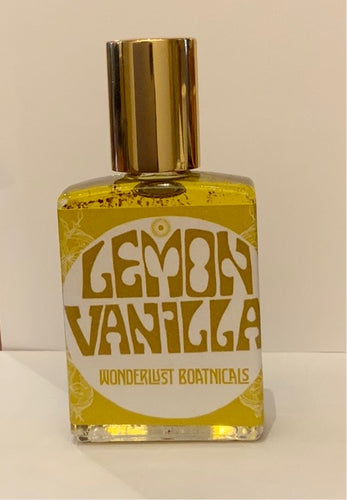 LEMON
VANILLA
WONDERLUST BOATNICALS